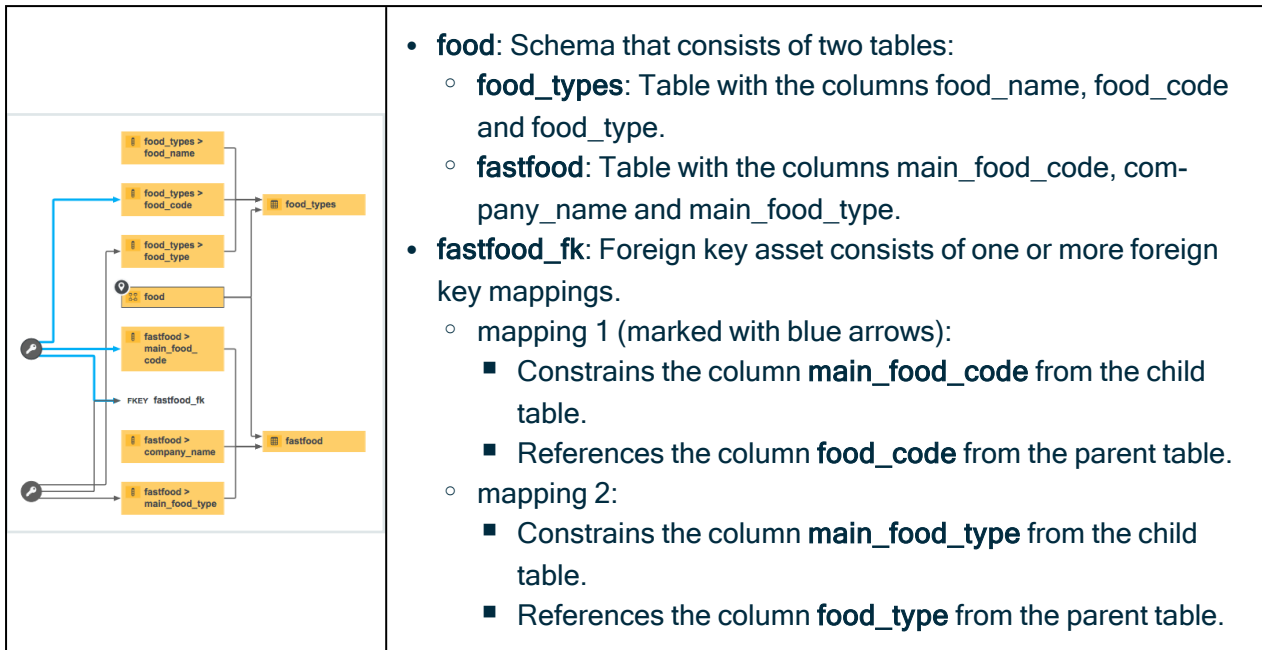 food_types >
food_name
food_types >
food_code
food_types
food_types >
food_type
food
fastfood >
main_food_
code
FKEY fastfood_fk
fastfood >
company_name
fastfood
fastfood >
main_food_type
• food: Schema that consists of two tables:
◦ food_types: Table with the columns food_name, food_code
and food_type.
◦ fastfood: Table with the columns main_food_code, com-
pany_name and main_food_type.
• fastfood_fk: Foreign key asset consists of one or more foreign
key mappings.
◦ mapping 1 (marked with blue arrows):
■ Constrains the column main_food_code from the child
table.
■ References the column food_code from the parent table.
◦ mapping 2:
■ Constrains the column main_food_type from the child
table.
■ References the column food_type from the parent table.